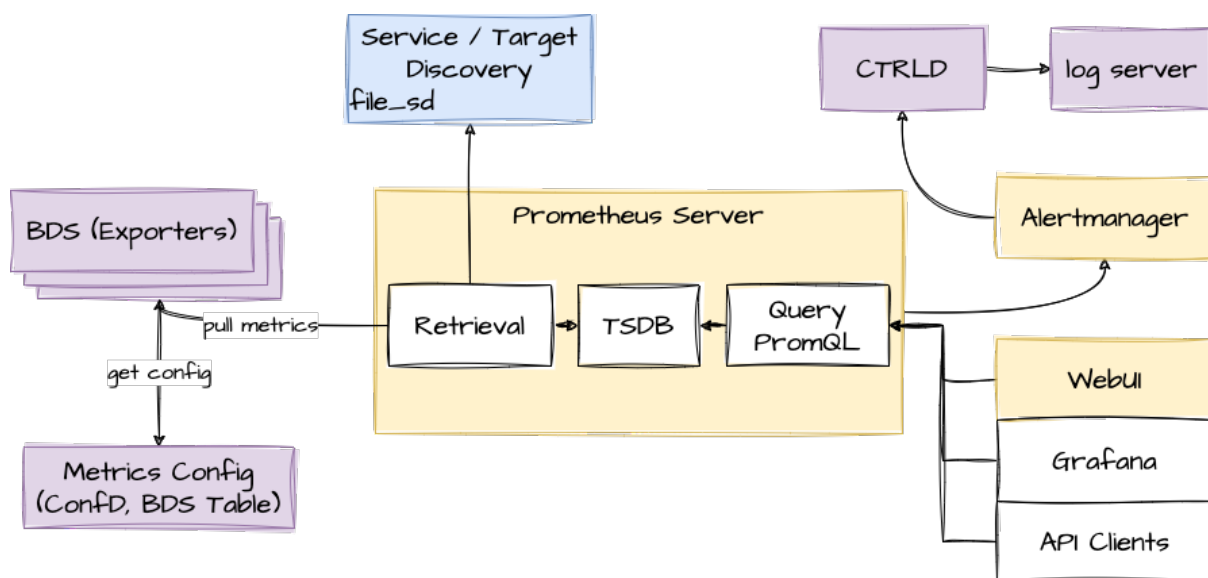 Service / Target
Discovery
file_sd
CTRLD
log server
BDS (Exporters)
Prometheus Server
Alertmanager
pull metrics
Retrieval
TSDB
Query
PromQL
get config
WebUI
Metrics Config
(ConfD, BDS Table)
Grafana
API Clients